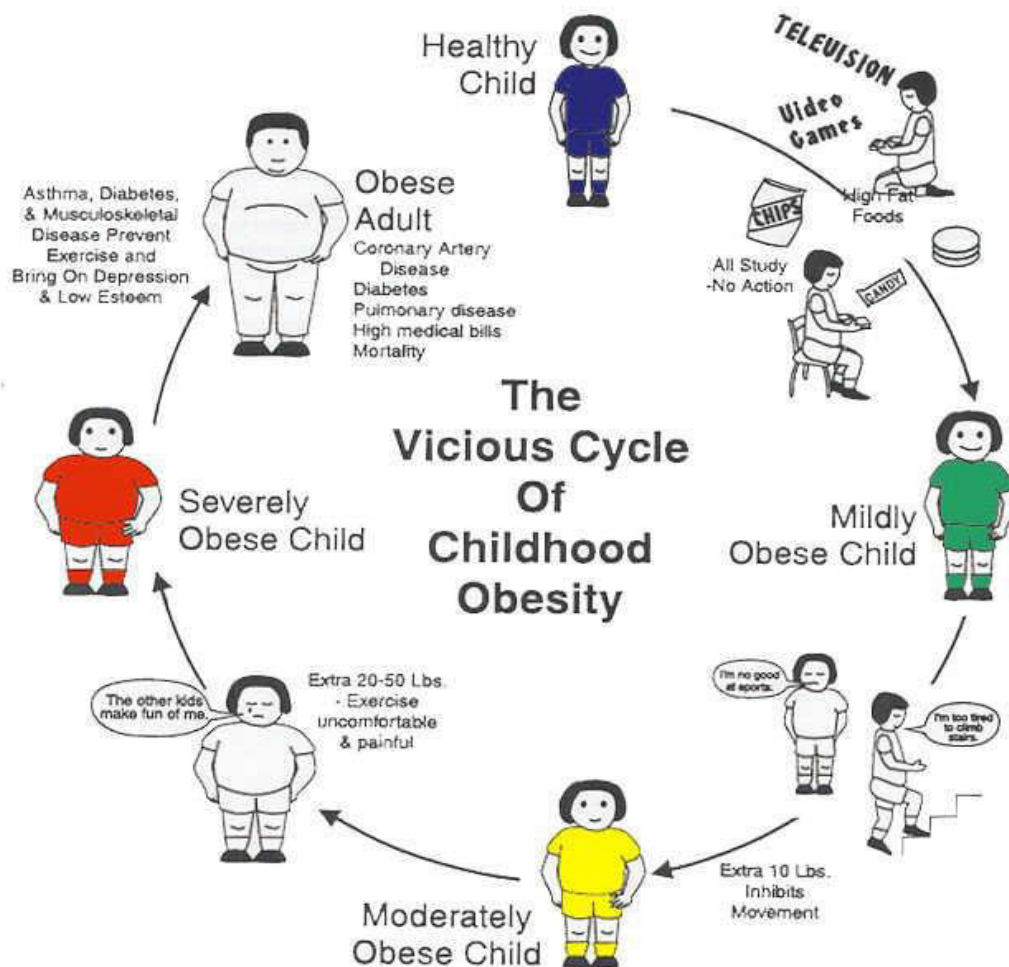 Healthy
Child
TELEVISION
Video
Games
CHIPS
High Fat
Foods
All Study
-No Action
CANDY
Mildly
Obese Child
I'm no good
at sports.
I'm too tired
to climb
stairs.
Extra 10 Lbs.
Inhibits
Movement
Moderately
Obese Child
Extra 20-50 Lbs.
- Exercise
uncomfortable
& painful
The other kids
make fun of me.
Severely
Obese Child
Asthma, Diabetes,
& Musculoskeletal
Disease Prevent
Exercise and
Bring On Depression
& Low Esteem
Obese
Adult
Coronary Artery
Disease
Diabetes
Pulmonary disease
High medical bills
Mortality
The
Vicious Cycle
Of
Childhood
Obesity